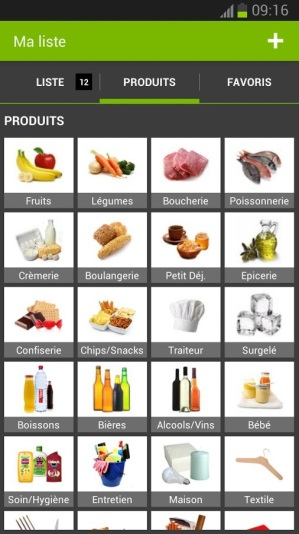 09:16
Ma liste
LISTE 12 PRODUITS FAVORIS
PRODUITS
Fruits Légumes Boucherie Poissonnerie
Crèmerie Boulangerie Petit Déj. Epicerie
Confiserie Chips/Snacks Traiteur Surgelé
Boissons Bières Alcools/Vins Bébé
Soin/Hygiène Entretien Maison Textile